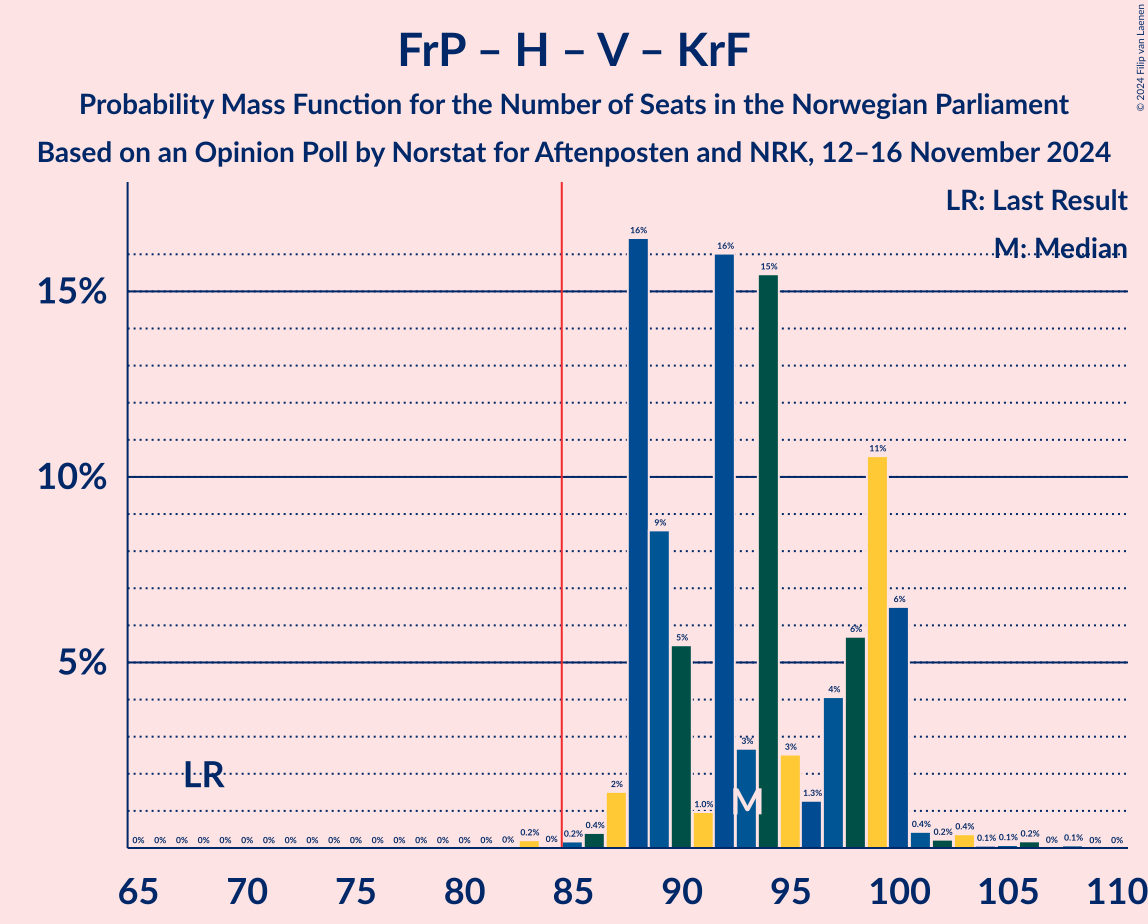 FrP – H – V – KrF
Probability Mass Function for the Number of Seats in the Norwegian Parliament
Based on an Opinion Poll by Norstat for Aftenposten and NRK, 12–16 November 2024
© 2024 Filip van Laenen
LR: Last Result
M: Median
15%
10%
5%
LR
M
0% 0% 0% 0% 0% 0% 0% 0% 0% 0% 0% 0% 0% 0% 0% 0% 0% 0% 0.2% 0% 0.2% 0.4% 2% 16% 9% 5% 1.0% 16% 3% 15% 3% 1.3% 4% 6% 11% 6% 0.4% 0.2% 0.4% 0.1% 0.1% 0.2% 0% 0.1% 0% 0%
65 70 75 80 85 90 95 100 105 110